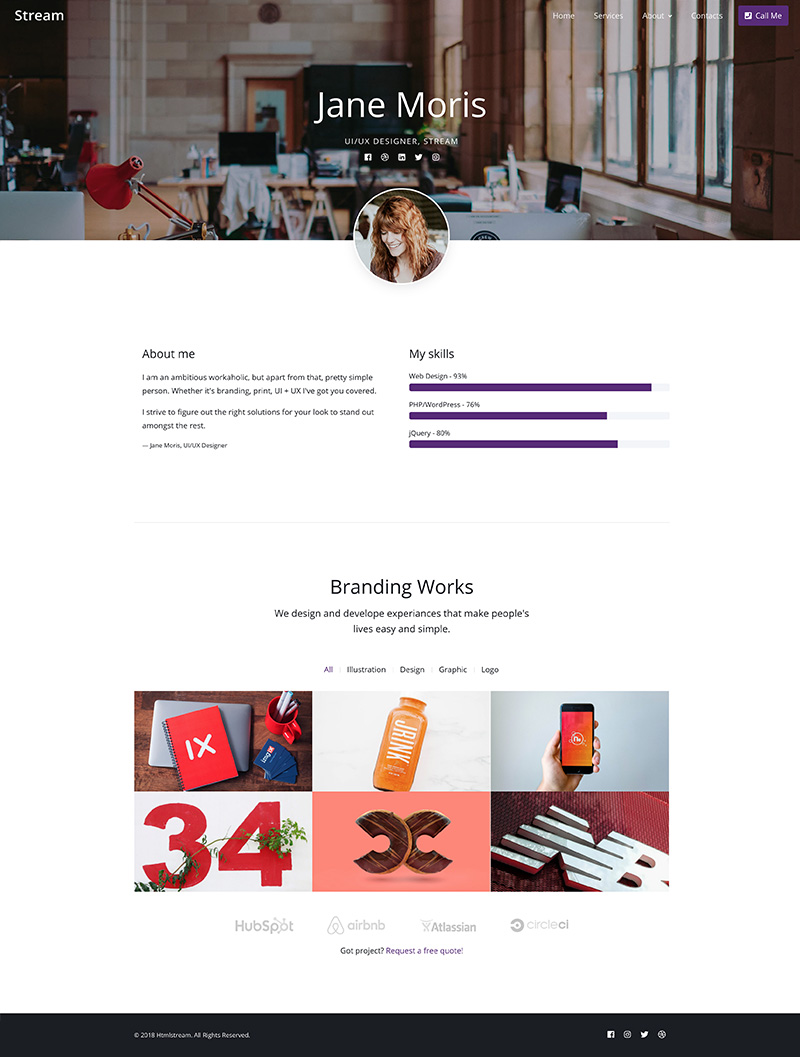 Stream
Home Services About Contacts Call Me
Jane Moris
UI/UX DESIGNER, STREAM
About me
I am an ambitious workaholic, but apart from that, pretty simple
person. Whether it's branding, print, UI + UX I've got you covered.
I strive to figure out the right solutions for your look to stand out
amongst the rest.
— Jane Moris, UI/UX Designer
My skills
Web Design - 93%
PHP/WordPress - 76%
jQuery - 80%
Branding Works
We design and develope experiances that make people's
lives easy and simple.
All Illustration Design Graphic Logo
IX
JRINK
34
HubSpot airbnb Atlassian circleci
Got project? Request a free quote!
© 2018 Htmlstream. All Rights Reserved.